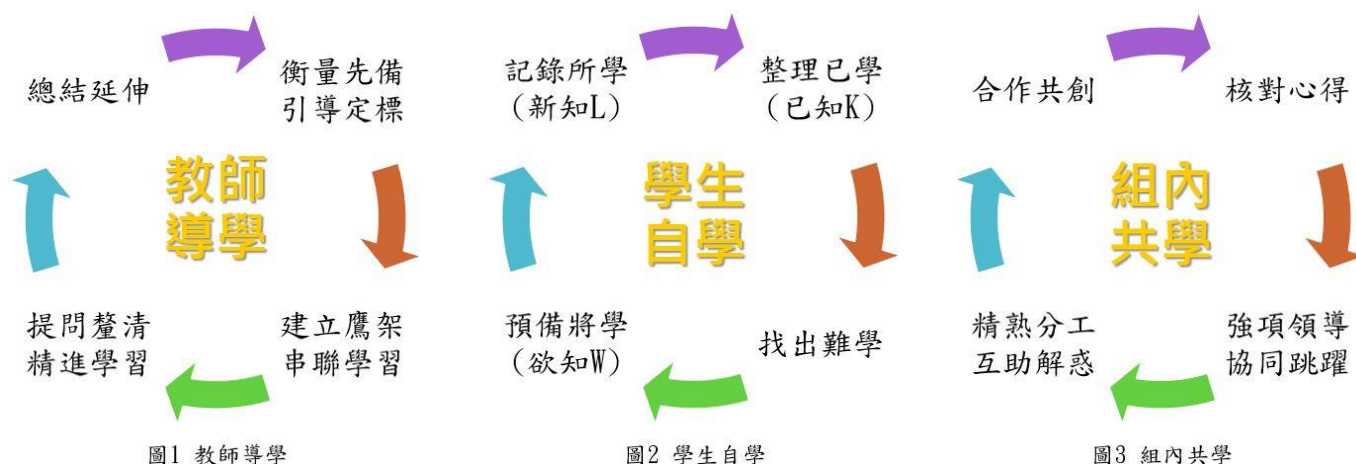 總結延伸
衡量先備
引導定標
教師
導學
提問釐清
精進學習
建立鷹架
串聯學習
圖1 教師導學
記錄所學
(新知L)
整理已學
(已知K)
學生
自學
預備將學
(欲知W)
找出難學
圖2 學生自學
合作共創
核對心得
組內
共學
精熟分工
互助解惑
強項領導
協同跳躍
圖3 組內共學